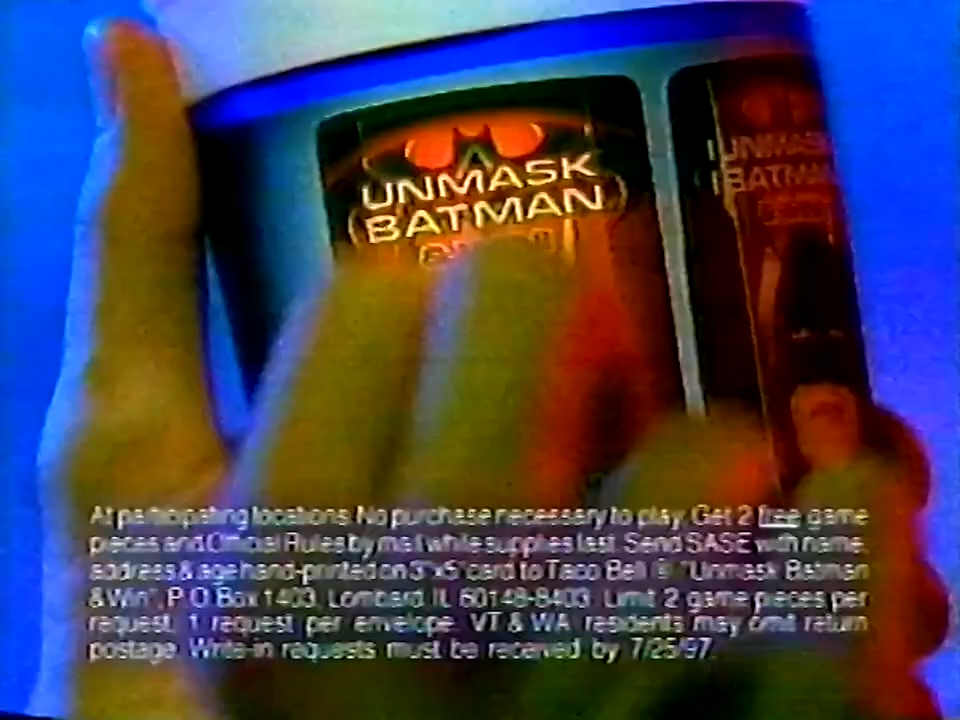 UNMASK
BATMAN
UNMASK
BATMAN
At participating locations. No purchase necessary to play. Get 2 free game
pieces and Official Rules by mail while supplies last. Send SASE with name,
address & age hand-printed on 3"x5" card to Taco Bell ® "Unmask Batman
& Win", P.O. Box 1403, Lombard, IL 60148-8403. Limit 2 game pieces per
request. 1 request per envelope. VT & WA residents may omit return
postage. Write-in requests must be received by 7/25/97.